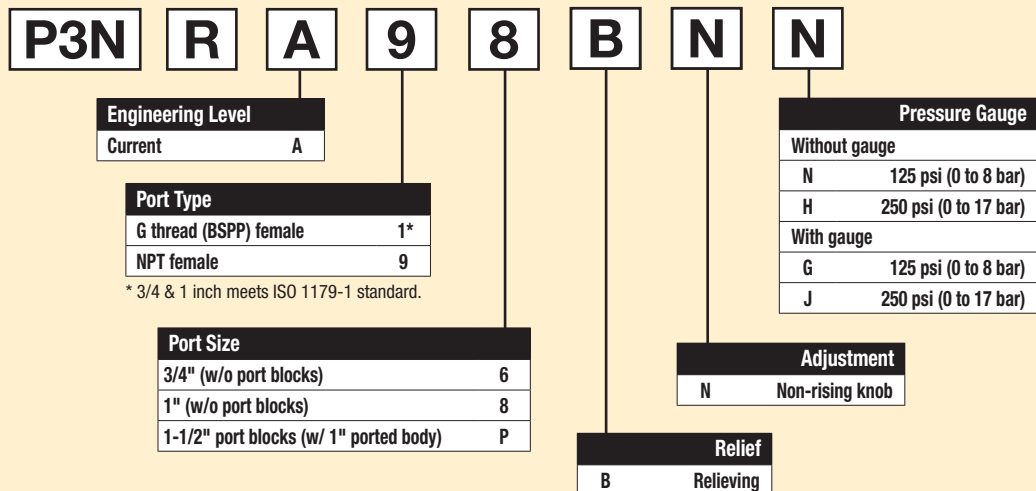 P3N R A 9 8 B N N
Engineering Level
Current A
Port Type
G thread (BSPP) female 1*
NPT female 9
* 3/4 & 1 inch meets ISO 1179-1 standard.
Port Size
3/4" (w/o port blocks) 6
1" (w/o port blocks) 8
1-1/2" port blocks (w/ 1" ported body) P
Pressure Gauge
Without gauge
N 125 psi (0 to 8 bar)
H 250 psi (0 to 17 bar)
With gauge
G 125 psi (0 to 8 bar)
J 250 psi (0 to 17 bar)
Adjustment
N Non-rising knob
Relief
B Relieving